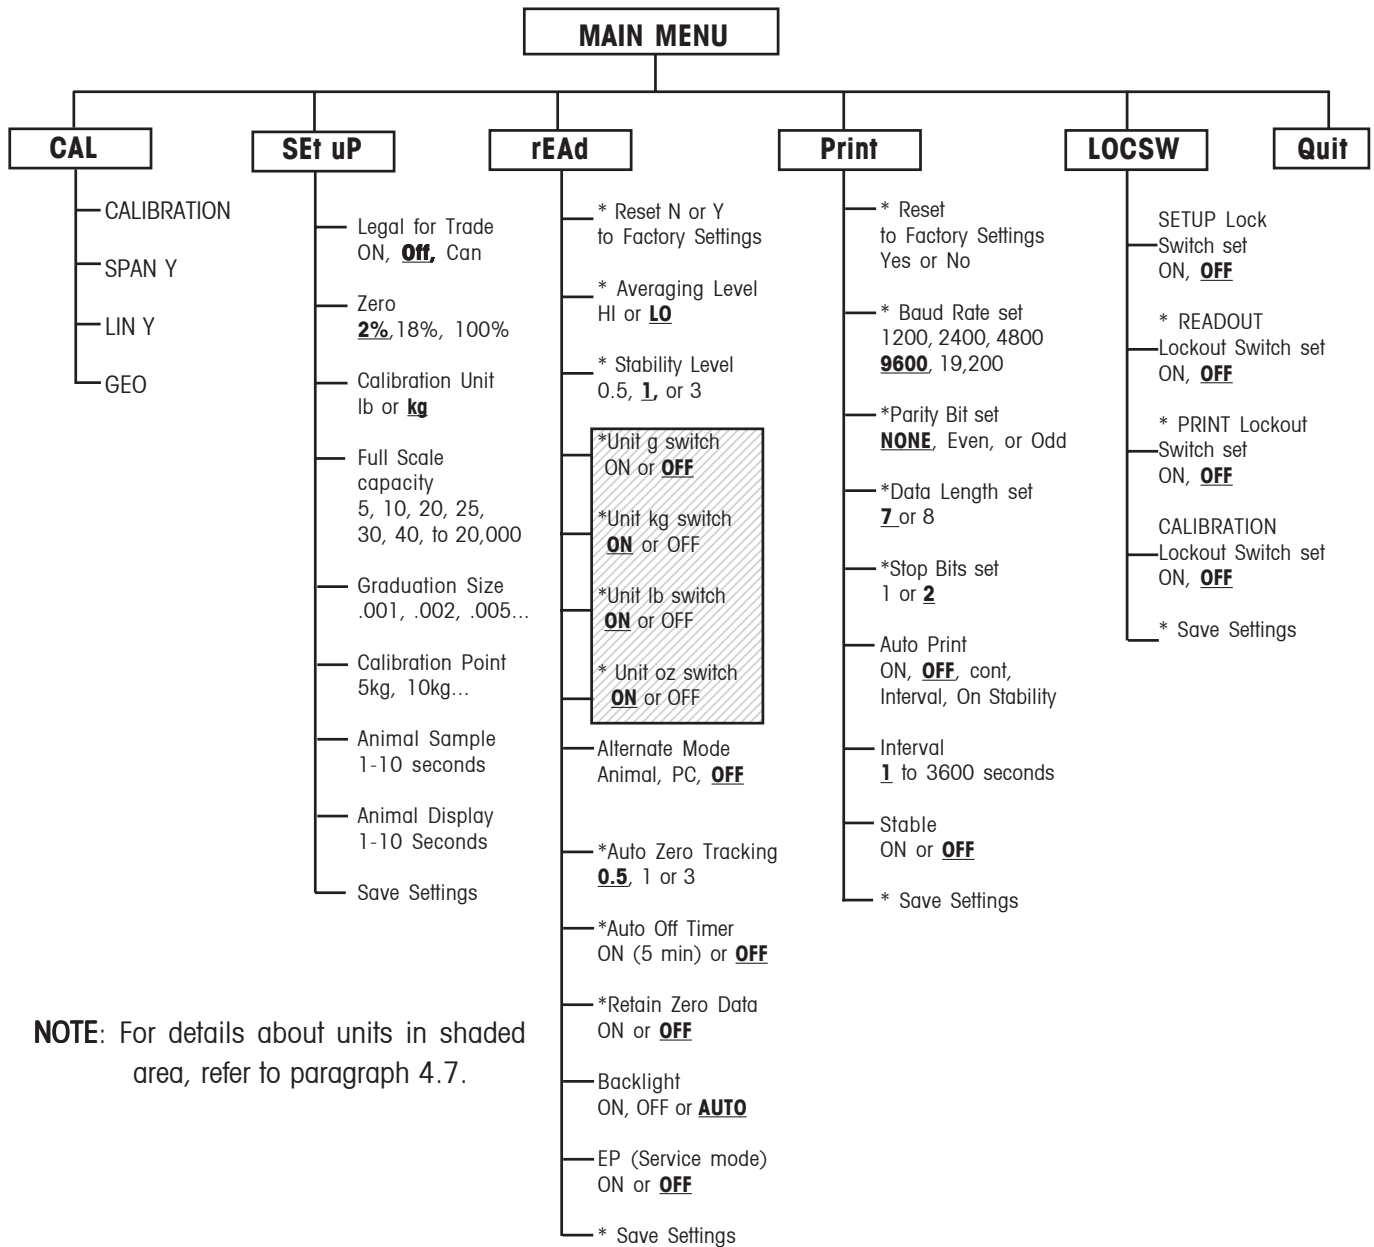 MAIN MENU
CAL
CALIBRATION
SPAN Y
LIN Y
GEO
SEt uP
Legal for Trade
ON, Off, Can
Zero
2%,18%, 100%
Calibration Unit
lb or kg
Full Scale
capacity
5, 10, 20, 25,
30, 40, to 20,000
Graduation Size
.001, .002, .005...
Calibration Point
5kg, 10kg...
Animal Sample
1-10 seconds
Animal Display
1-10 Seconds
Save Settings
rEAd
* Reset N or Y
to Factory Settings
* Averaging Level
HI or LO
* Stability Level
0.5, 1, or 3
*Unit g switch
ON or OFF
*Unit kg switch
ON or OFF
*Unit lb switch
ON or OFF
* Unit oz switch
ON or OFF
Alternate Mode
Animal, PC, OFF
*Auto Zero Tracking
0.5, 1 or 3
*Auto Off Timer
ON (5 min) or OFF
*Retain Zero Data
ON or OFF
Backlight
ON, OFF or AUTO
EP (Service mode)
ON or OFF
* Save Settings
Print
* Reset
to Factory Settings
Yes or No
* Baud Rate set
1200, 2400, 4800
9600, 19,200
*Parity Bit set
NONE, Even, or Odd
*Data Length set
7 or 8
*Stop Bits set
1 or 2
Auto Print
ON, OFF, cont,
Interval, On Stability
Interval
1 to 3600 seconds
Stable
ON or OFF
* Save Settings
LOCSW
SETUP Lock
Switch set
ON, OFF
* READOUT
Lockout Switch set
ON, OFF
* PRINT Lockout
Switch set
ON, OFF
CALIBRATION
Lockout Switch set
ON, OFF
* Save Settings
Quit
NOTE: For details about units in shaded
area, refer to paragraph 4.7.